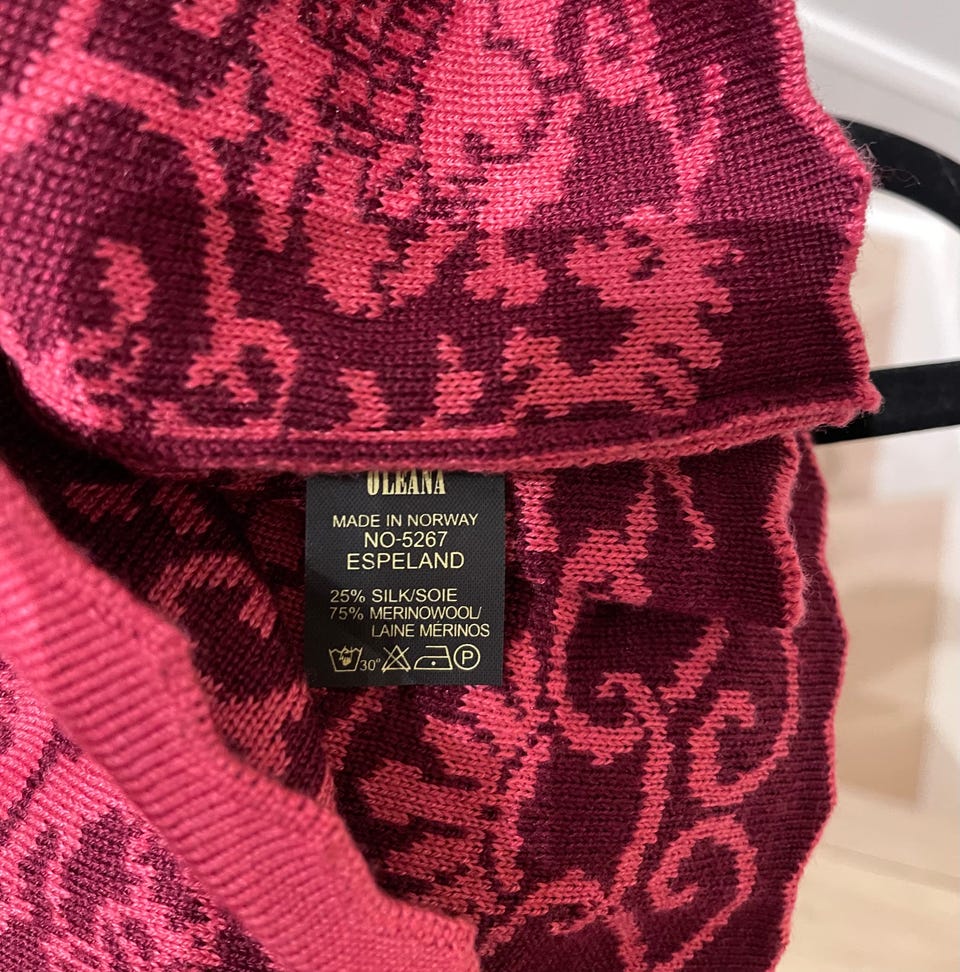 OLEANA
MADE IN NORWAY
NO-5267
ESPELAND
25% SILK/SOIE
75% MERINOWOOL/
LAINE MÉRINOS
30° P